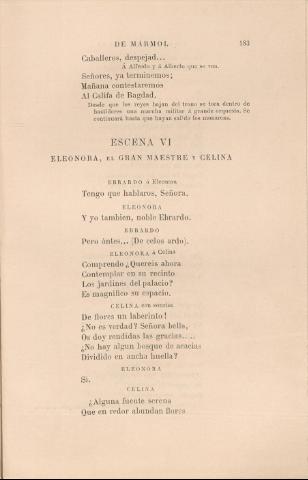 DE MÁRMOL 183
Caballeros, despejad...
Á Alfredo y á Alberto que se van.
Señores, ya terminemos;
Mañana contestaremos
Al Califa de Bagdad.
Desde que los reyes bajan del trono se toca dentro de
bastidores una marcha militar á grande orquesta. Se
continuará hasta que hayan salido los monarcas.
ESCENA VI
ELEONORA, EL GRAN MAESTRE Y CELINA
EBRARDO á Eleonora
Tengo que hablaros, Señora.
ELEONORA
Y yo tambien, noble Ebrardo.
EBRARDO
Pero ántes... (De celos ardo).
ELEONORA á Celina
Comprendo ¿Quereis ahora
Contemplar en su recinto
Los jardines del palacio?
Es magnífico su espacio.
CELINA con sonrisa
De flores un laberinto!
¿No es verdad? Señora bella,
Os doy rendidas las gracias....
¿No hay algun bosque de acacias
Dividido en ancha huella?
ELEONORA
Si.
CELINA
¿Alguna fuente serena
Que en redor abundan flores